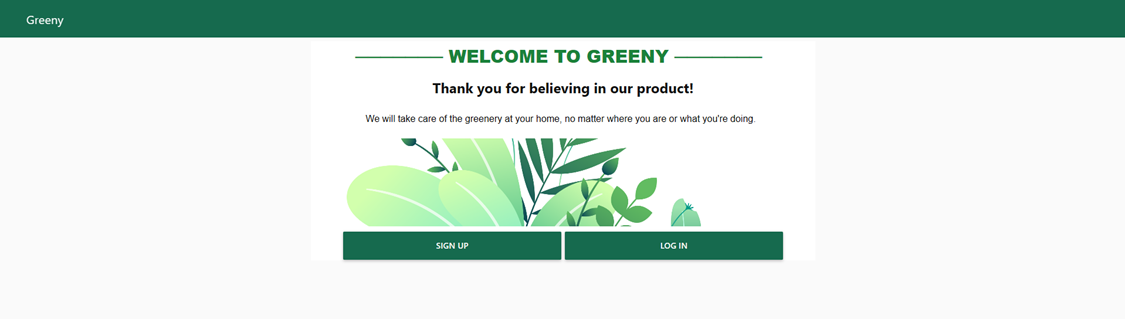 Greeny
WELCOME TO GREENY
Thank you for believing in our product!
We will take care of the greenery at your home, no matter where you are or what you're doing.
SIGN UP
LOG IN